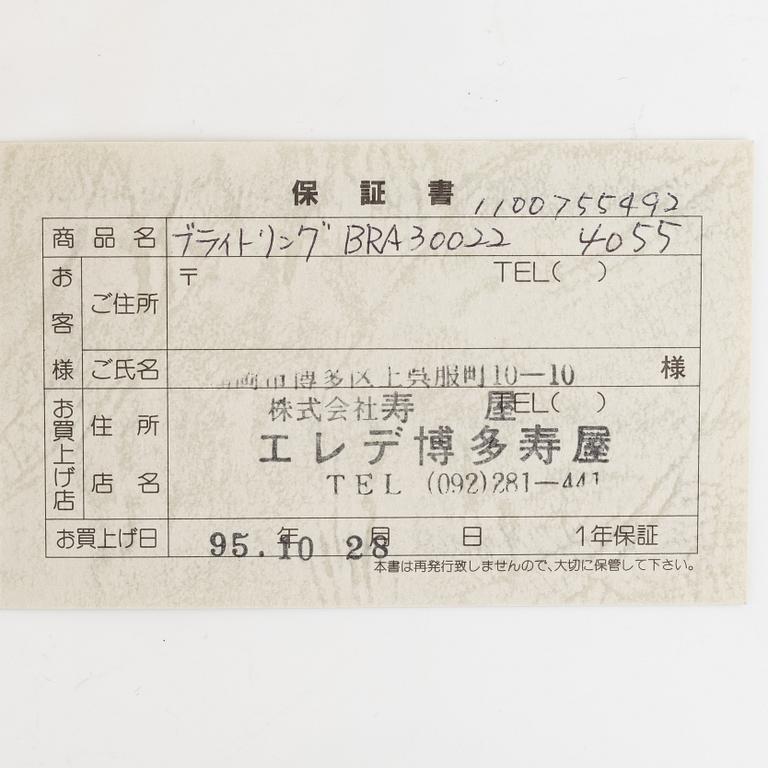 保証書
1100755492
商品名 ブライトリング BRA30022 4055
お客様 ご住所 〒 TEL( )
ご氏名 様
岡市博多区上呉服町10-10
お買上げ店 住所 店名 TEL( )
株式会社寿屋
エレデ博多寿屋
TEL (092)281-441
お買上げ日 年 月 日 1年保証
95.10 28
本書は再発行致しませんので、大切に保管して下さい。